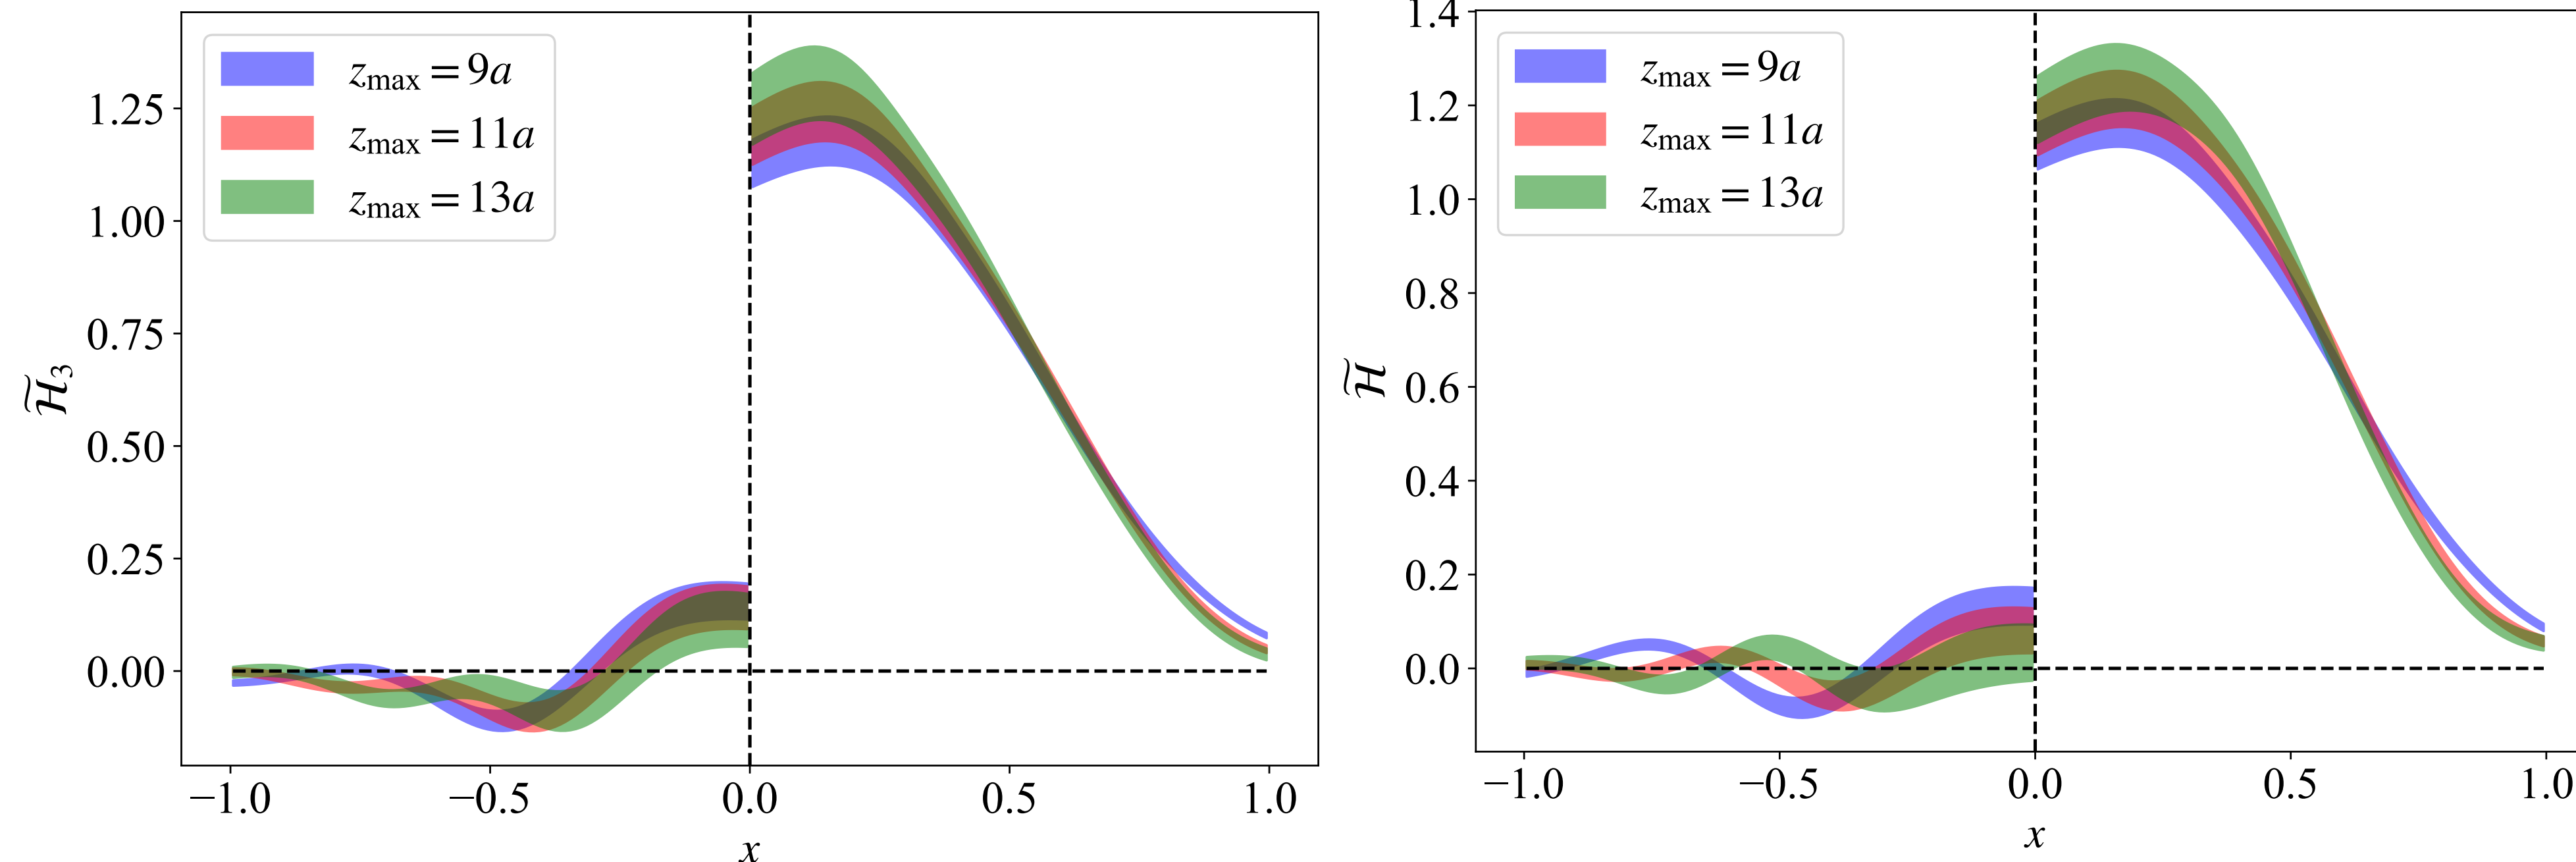 z_max = 9a
z_max = 11a
z_max = 13a
1.25
1.00
0.75
0.50
0.25
0.00
−1.0 −0.5 0.0 0.5 1.0
x
ℋ̃₃
z_max = 9a
z_max = 11a
z_max = 13a
1.4
1.2
1.0
0.8
0.6
0.4
0.2
0.0
−1.0 −0.5 0.0 0.5 1.0
x
ℋ̃